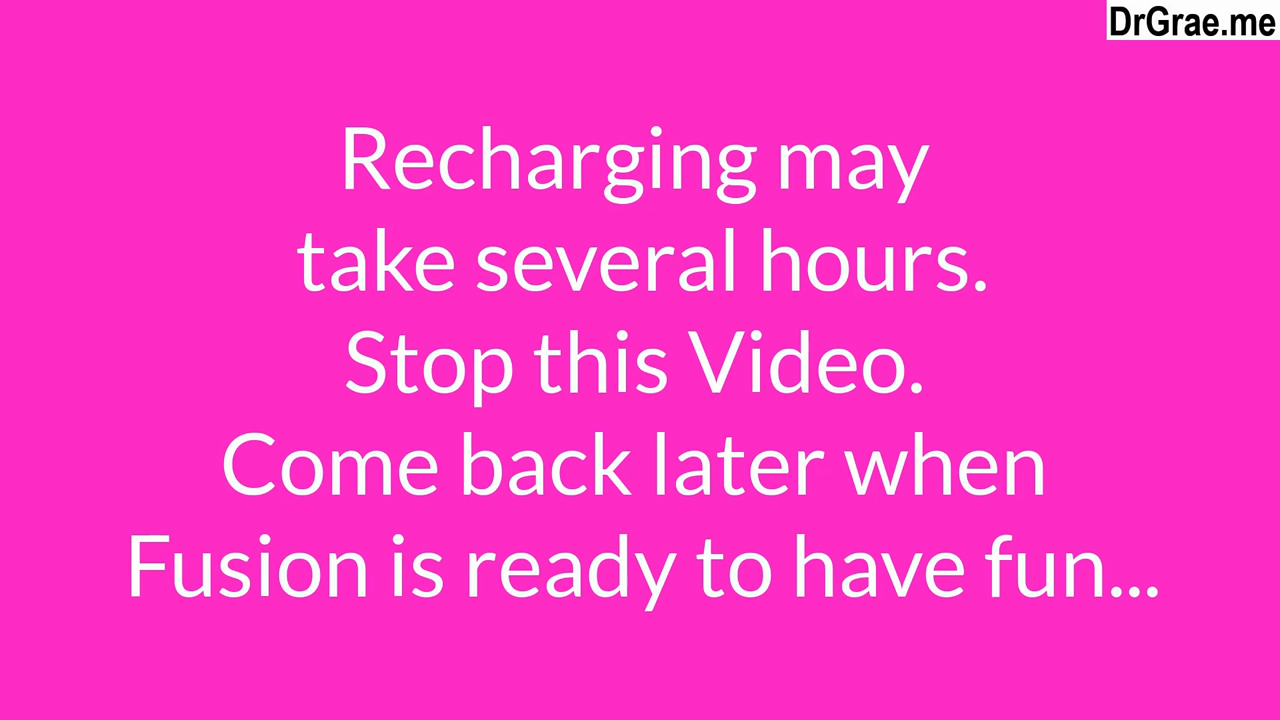 DrGrae.me
Recharging may
take several hours.
Stop this Video.
Come back later when
Fusion is ready to have fun...